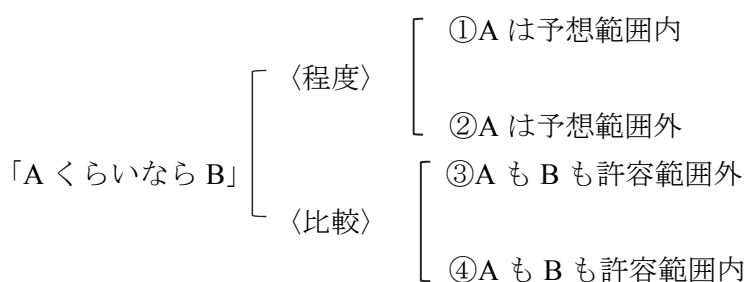 ①A は予想範囲内
〈程度〉
②A は予想範囲外
「A くらいなら B」
③A も B も許容範囲外
〈比較〉
④A も B も許容範囲内